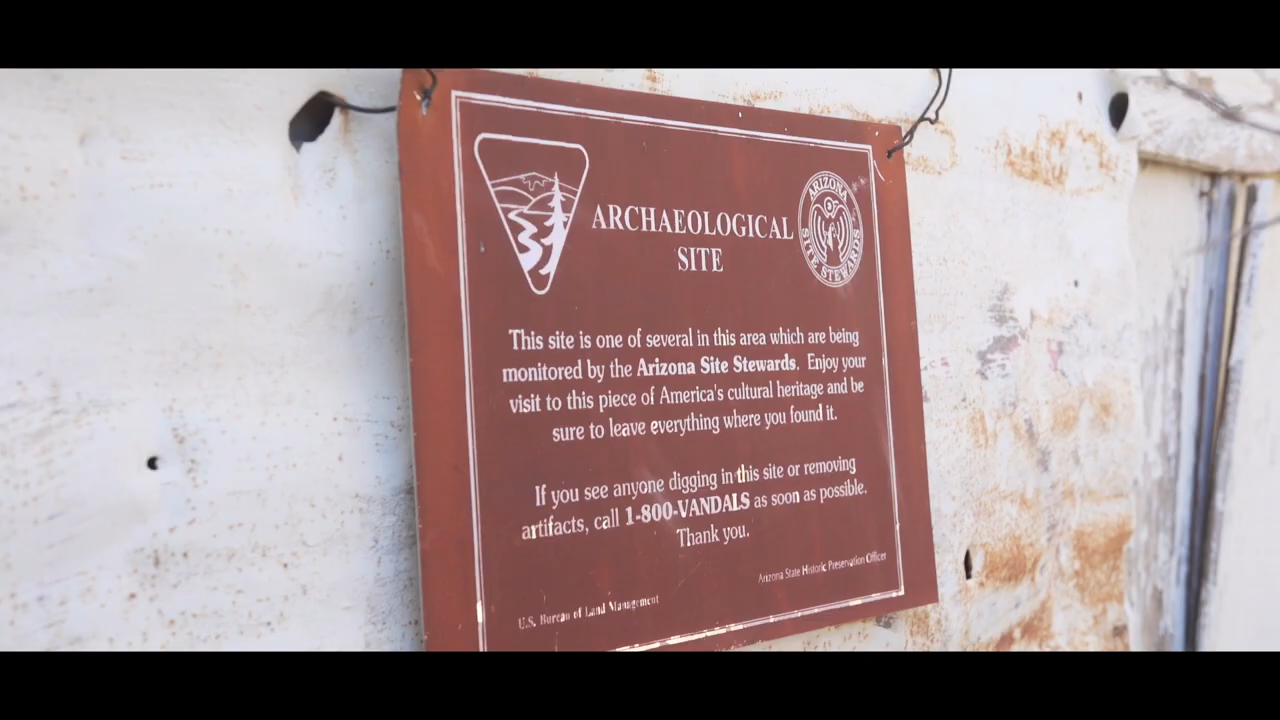 ARCHAEOLOGICAL
SITE
ARIZONA
SITE STEWARDS
This site is one of several in this area which are being
monitored by the Arizona Site Stewards. Enjoy your
visit to this piece of America's cultural heritage and be
sure to leave everything where you found it.
If you see anyone digging in this site or removing
artifacts, call 1-800-VANDALS as soon as possible.
Thank you.
Arizona State Historic Preservation Officer
U.S. Bureau of Land Management